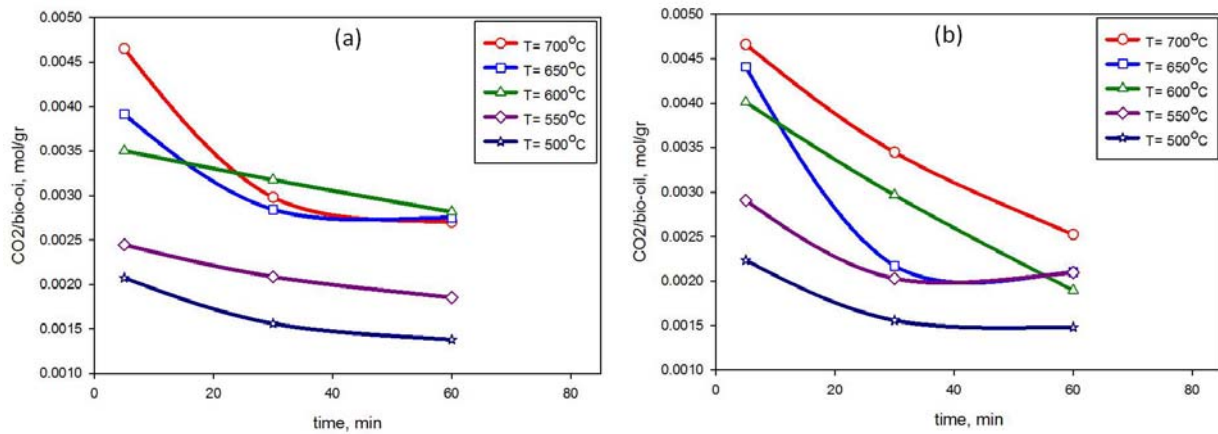 (a)
CO2/bio-oi, mol/gr
0.0050
0.0045
0.0040
0.0035
0.0030
0.0025
0.0020
0.0015
0.0010
0 20 40 60 80
time, min
T= 700°C
T= 650°C
T= 600°C
T= 550°C
T= 500°C
(b)
CO2/bio-oil, mol/gr
0.0050
0.0045
0.0040
0.0035
0.0030
0.0025
0.0020
0.0015
0.0010
0 20 40 60 80
time, min
T= 700°C
T= 650°C
T= 600°C
T= 550°C
T= 500°C